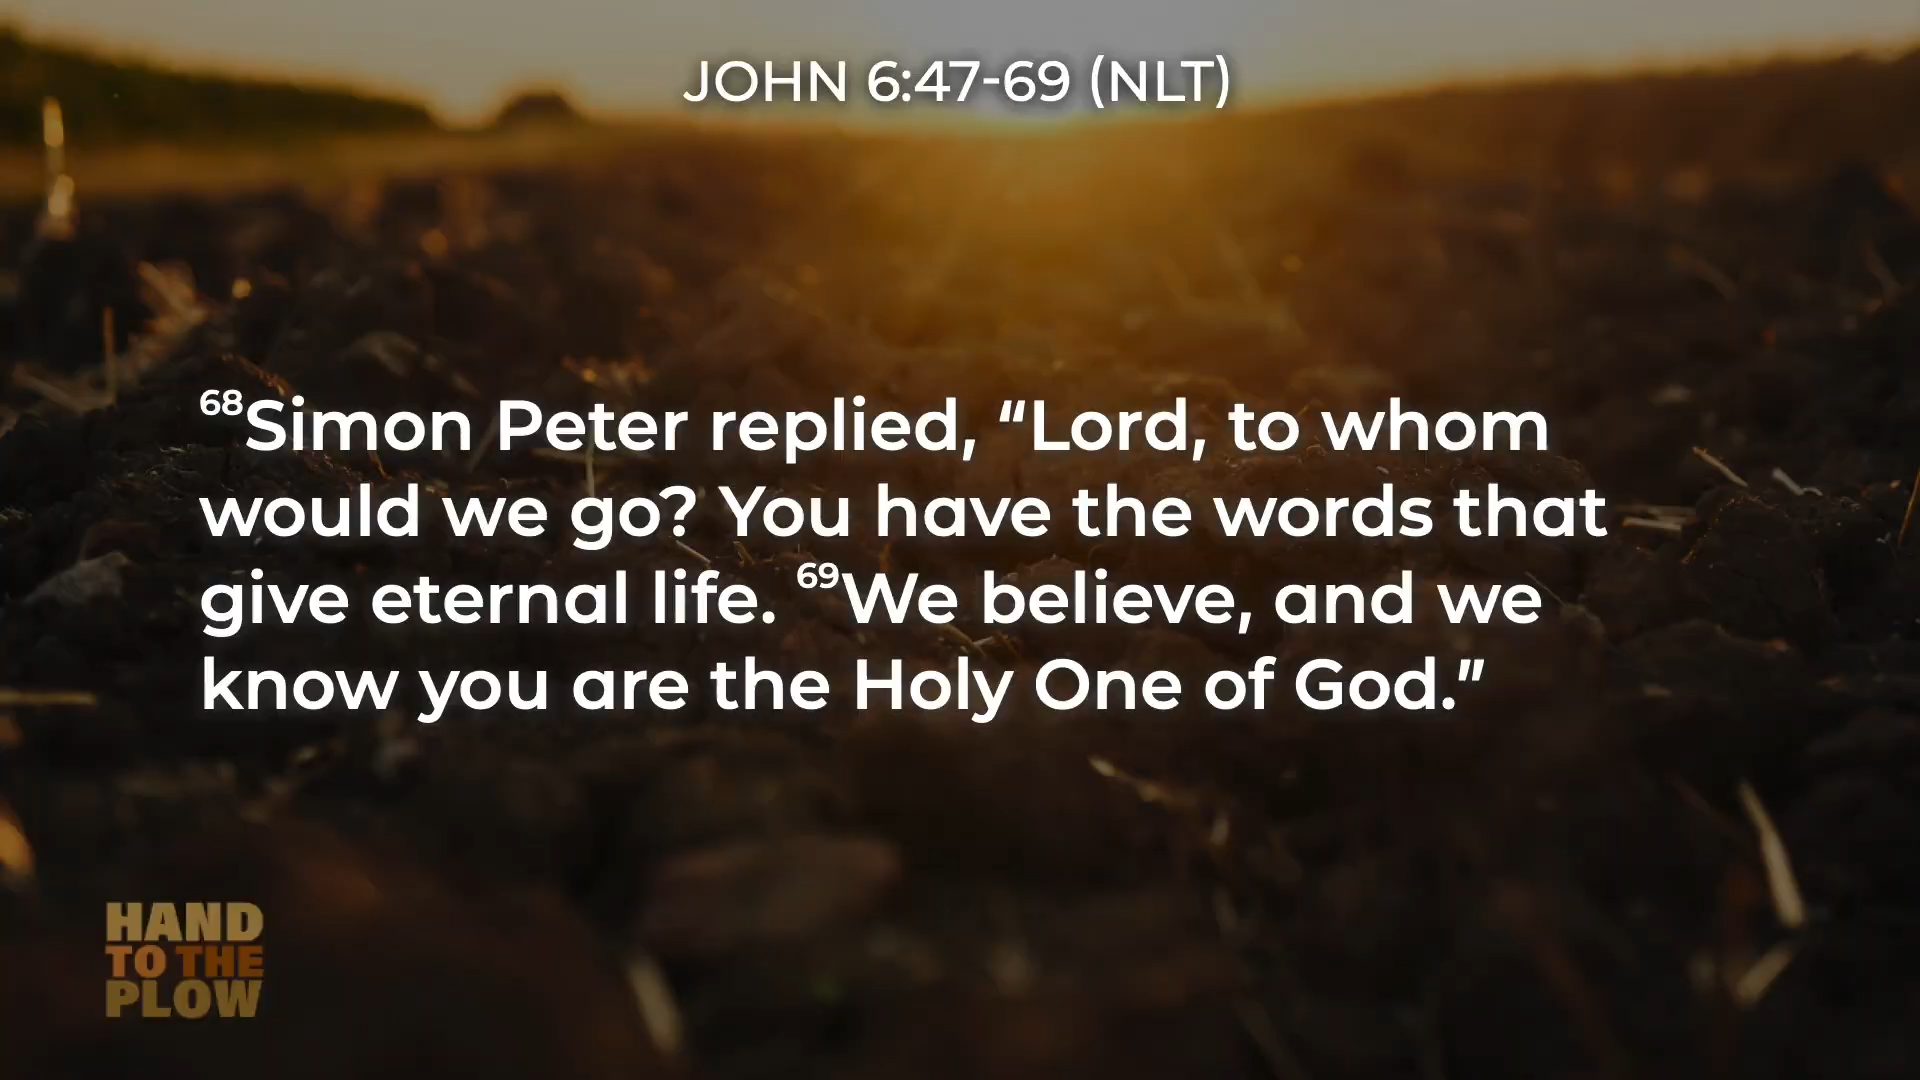 JOHN 6:47-69 (NLT)
68Simon Peter replied, “Lord, to whom
would we go? You have the words that
give eternal life. 69We believe, and we
know you are the Holy One of God.”
HAND
TO THE
PLOW